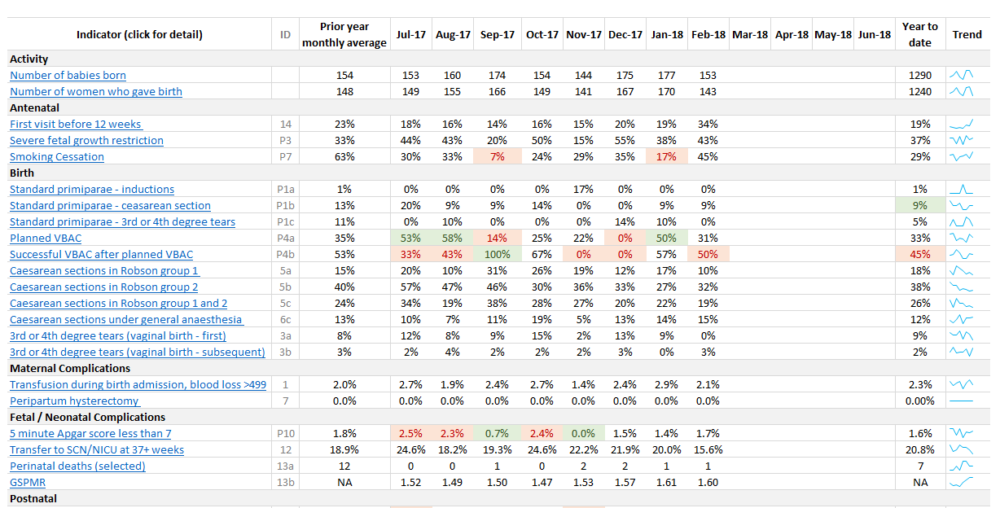 Indicator (click for detail) ID Prior year monthly average Jul-17 Aug-17 Sep-17 Oct-17 Nov-17 Dec-17 Jan-18 Feb-18 Mar-18 Apr-18 May-18 Jun-18 Year to date Trend
Activity
Number of babies born 154 153 160 174 154 144 175 177 153 1290
Number of women who gave birth 148 149 155 166 149 141 167 170 143 1240
Antenatal
First visit before 12 weeks 14 23% 18% 16% 14% 16% 15% 20% 19% 34% 19%
Severe fetal growth restriction P3 33% 44% 43% 20% 50% 15% 55% 38% 43% 37%
Smoking Cessation P7 63% 30% 33% 7% 24% 29% 35% 17% 45% 29%
Birth
Standard primiparae - inductions P1a 1% 0% 0% 0% 0% 17% 0% 0% 0% 1%
Standard primiparae - ceasarean section P1b 13% 20% 9% 9% 14% 0% 0% 9% 9% 9%
Standard primiparae - 3rd or 4th degree tears P1c 11% 0% 10% 0% 0% 0% 14% 10% 0% 5%
Planned VBAC P4a 35% 53% 58% 14% 25% 22% 0% 50% 31% 33%
Successful VBAC after planned VBAC P4b 53% 33% 43% 100% 67% 0% 0% 57% 50% 45%
Caesarean sections in Robson group 1 5a 15% 20% 10% 31% 26% 19% 12% 17% 10% 18%
Caesarean sections in Robson group 2 5b 40% 57% 47% 46% 30% 36% 33% 27% 32% 38%
Caesarean sections in Robson group 1 and 2 5c 24% 34% 19% 38% 28% 27% 20% 22% 19% 26%
Caesarean sections under general anaesthesia 6c 13% 10% 7% 11% 19% 5% 13% 14% 15% 12%
3rd or 4th degree tears (vaginal birth - first) 3a 8% 12% 8% 9% 15% 2% 13% 9% 0% 9%
3rd or 4th degree tears (vaginal birth - subsequent) 3b 3% 2% 4% 2% 2% 2% 3% 0% 3% 2%
Maternal Complications
Transfusion during birth admission, blood loss >499 1 2.0% 2.7% 1.9% 2.4% 2.7% 1.4% 2.4% 2.9% 2.1% 2.3%
Peripartum hysterectomy 7 0.0% 0.0% 0.0% 0.0% 0.0% 0.0% 0.0% 0.0% 0.0% 0.00%
Fetal / Neonatal Complications
5 minute Apgar score less than 7 P10 1.8% 2.5% 2.3% 0.7% 2.4% 0.0% 1.5% 1.4% 1.7% 1.6%
Transfer to SCN/NICU at 37+ weeks 12 18.9% 24.6% 18.2% 19.3% 24.6% 22.2% 21.9% 20.0% 15.6% 20.8%
Perinatal deaths (selected) 13a 12 0 0 1 0 2 2 1 1 7
GSPMR 13b NA 1.52 1.49 1.50 1.47 1.53 1.57 1.61 1.60 NA
Postnatal